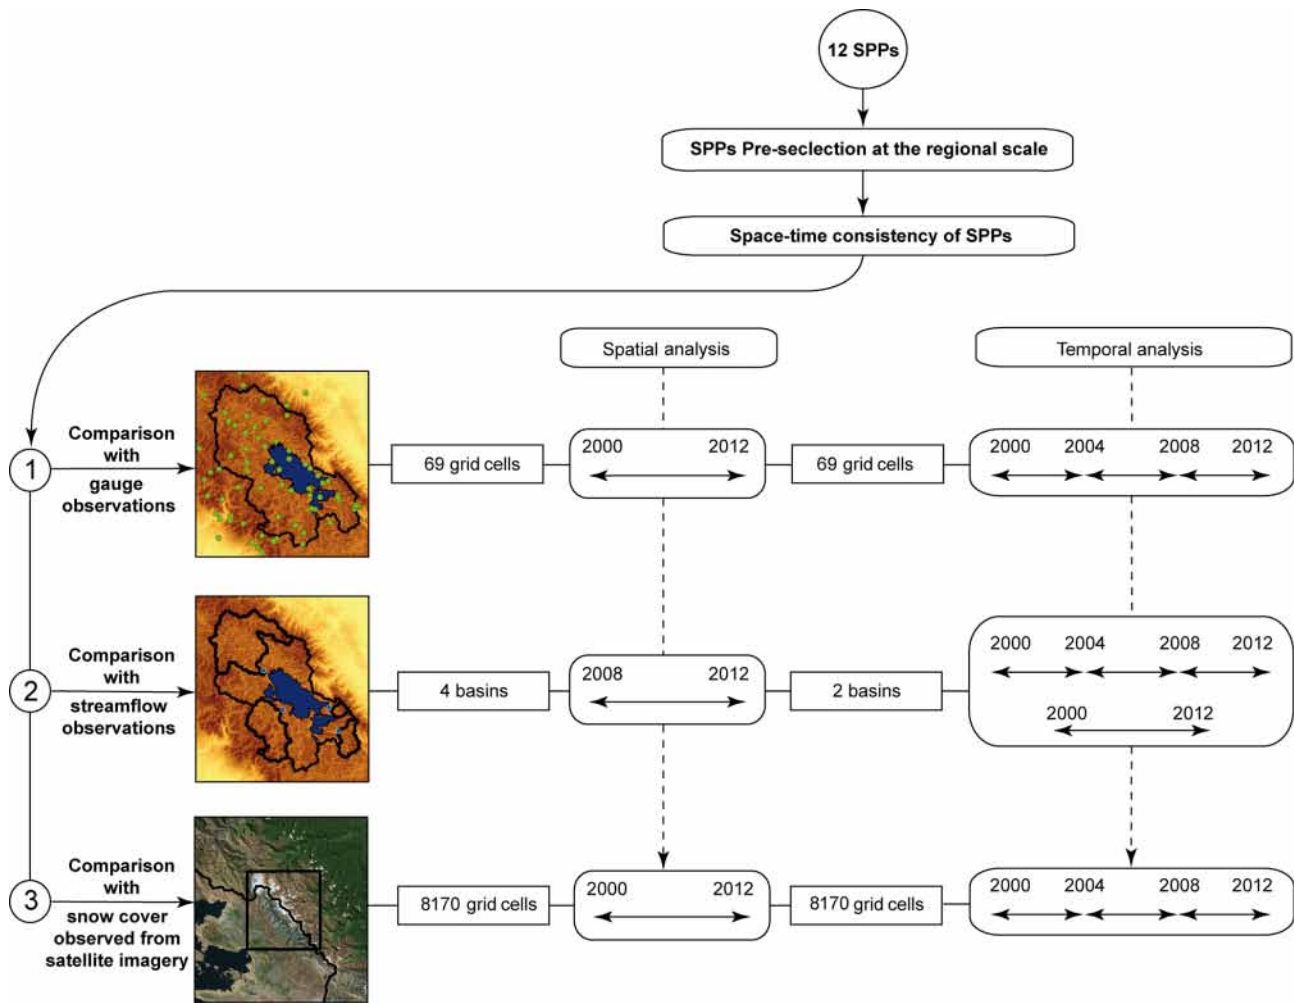 12 SPPs
SPPs Pre-seclection at the regional scale
Space-time consistency of SPPs
Spatial analysis
Temporal analysis
1
Comparison
with
gauge
observations
69 grid cells
2000 2012
69 grid cells
2000 2004 2008 2012
2
Comparison
with
streamflow
observations
4 basins
2008 2012
2 basins
2000 2004 2008 2012
2000 2012
3
Comparison
with
snow cover
observed from
satellite imagery
8170 grid cells
2000 2012
8170 grid cells
2000 2004 2008 2012